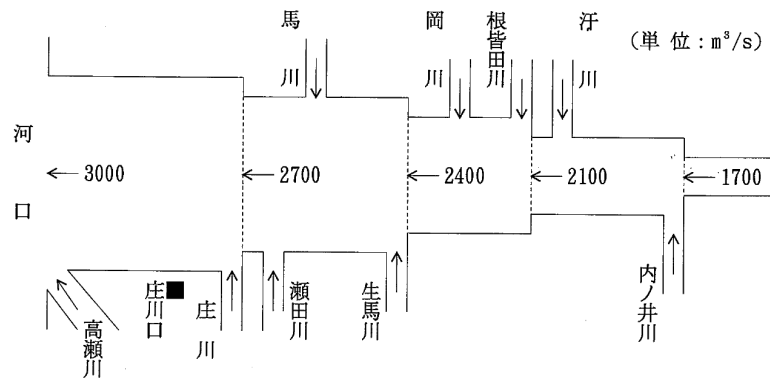 馬川
岡川
根皆田川
汙川
(単位:m³/s)
河口
← 3000
← 2700
← 2400
← 2100
← 1700
高瀬川
庄川口
庄川
瀬田川
生馬川
内ノ井川